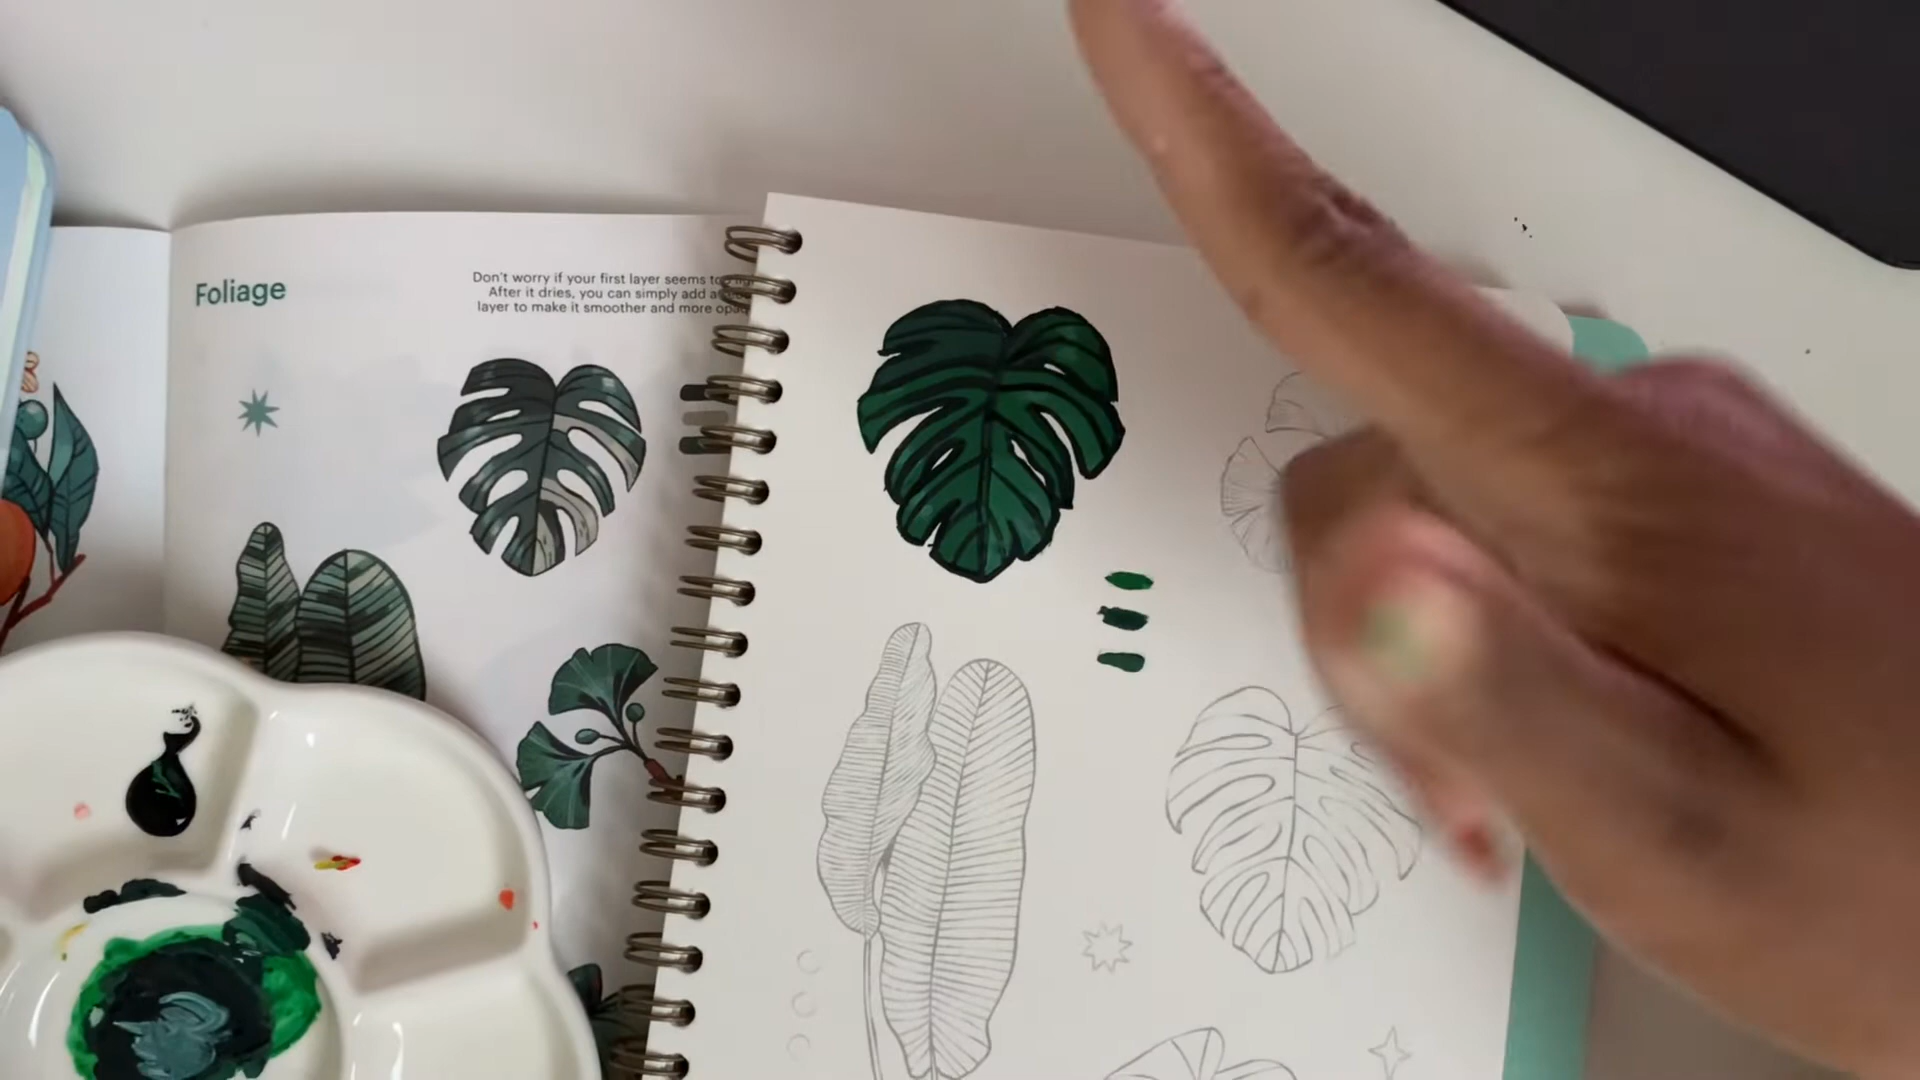 Foliage
Don't worry if your first layer seems
After it dries, you can simply add a
layer to make it smoother and more